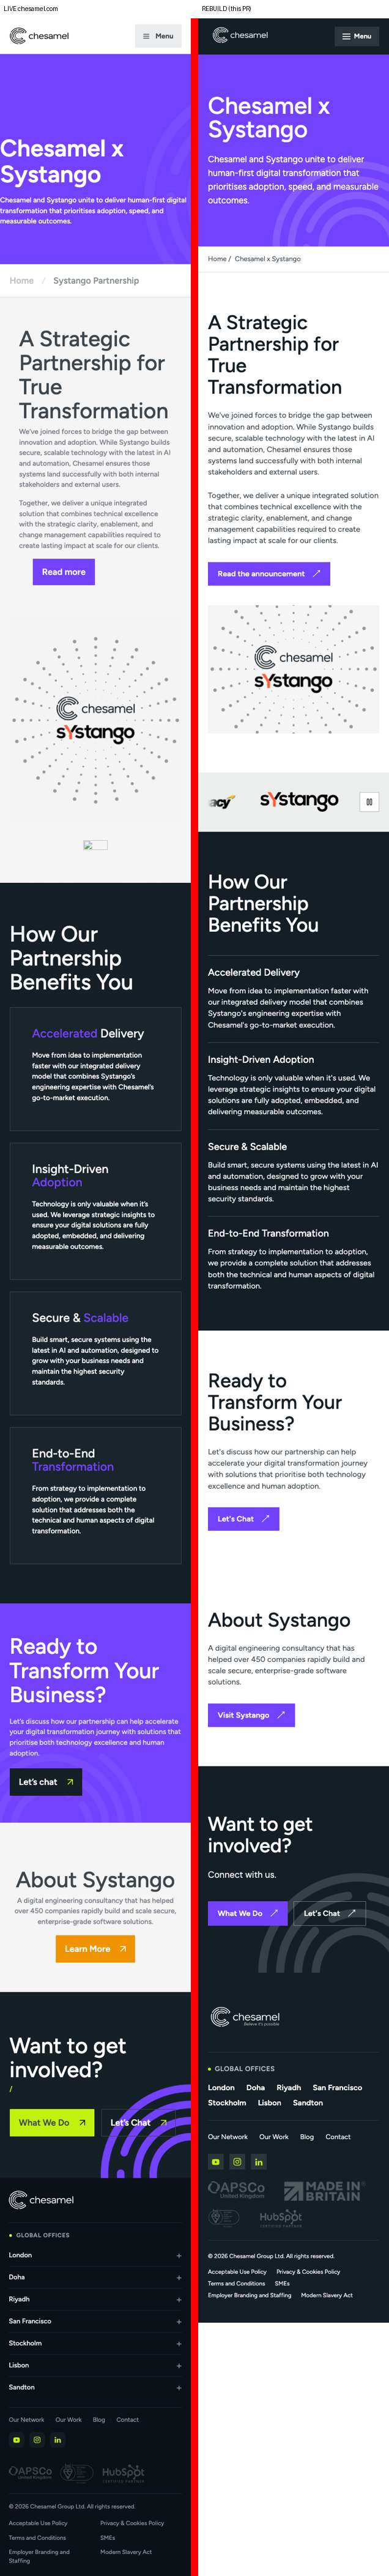 LIVE chesamel.com
chesamel
Menu
Chesamel x
Systango
Chesamel and Systango unite to deliver human-first digital
transformation that prioritises adoption, speed, and
measurable outcomes.
Home / Systango Partnership
A Strategic
Partnership for
True
Transformation
We've joined forces to bridge the gap between
innovation and adoption. While Systango builds
secure, scalable technology with the latest in AI
and automation, Chesamel ensures those
systems land successfully with both internal
stakeholders and external users.
Together, we deliver a unique integrated
solution that combines technical excellence
with the strategic clarity, enablement, and
change management capabilities required to
create lasting impact at scale for our clients.
Read more
chesamel
sYstango
How Our
Partnership
Benefits You
Accelerated Delivery
Move from idea to implementation
faster with our integrated delivery
model that combines Systango's
engineering expertise with Chesamel's
go-to-market execution.
Insight-Driven
Adoption
Technology is only valuable when it's
used. We leverage strategic insights to
ensure your digital solutions are fully
adopted, embedded, and delivering
measurable outcomes.
Secure & Scalable
Build smart, secure systems using the
latest in AI and automation, designed to
grow with your business needs and
maintain the highest security
standards.
End-to-End
Transformation
From strategy to implementation to
adoption, we provide a complete
solution that addresses both the
technical and human aspects of digital
transformation.
Ready to
Transform Your
Business?
Let's discuss how our partnership can help accelerate
your digital transformation journey with solutions that
prioritise both technology excellence and human
adoption.
Let's chat
About Systango
A digital engineering consultancy that has helped
over 450 companies rapidly build and scale secure,
enterprise-grade software solutions.
Learn More
Want to get
involved?
/
What We Do
Let's Chat
chesamel
GLOBAL OFFICES
London +
Doha +
Riyadh +
San Francisco +
Stockholm +
Lisbon +
Sandton +
Our Network Our Work Blog Contact
APSCo
United Kingdom
HubSpot
CERTIFIED PARTNER
© 2026 Chesamel Group Ltd. All rights reserved.
Acceptable Use Policy Privacy & Cookies Policy
Terms and Conditions SMEs
Employer Branding and
Staffing
Modern Slavery Act
REBUILD (this PR)
chesamel
Menu
Chesamel x
Systango
Chesamel and Systango unite to deliver
human-first digital transformation that
prioritises adoption, speed, and measurable
outcomes.
Home / Chesamel x Systango
A Strategic
Partnership for
True
Transformation
We've joined forces to bridge the gap between
innovation and adoption. While Systango builds
secure, scalable technology with the latest in AI
and automation, Chesamel ensures those
systems land successfully with both internal
stakeholders and external users.
Together, we deliver a unique integrated solution
that combines technical excellence with the
strategic clarity, enablement, and change
management capabilities required to create
lasting impact at scale for our clients.
Read the announcement
chesamel
sYstango
acy
sYstango
How Our
Partnership
Benefits You
Accelerated Delivery
Move from idea to implementation faster with
our integrated delivery model that combines
Systango's engineering expertise with
Chesamel's go-to-market execution.
Insight-Driven Adoption
Technology is only valuable when it's used. We
leverage strategic insights to ensure your digital
solutions are fully adopted, embedded, and
delivering measurable outcomes.
Secure & Scalable
Build smart, secure systems using the latest in AI
and automation, designed to grow with your
business needs and maintain the highest
security standards.
End-to-End Transformation
From strategy to implementation to adoption,
we provide a complete solution that addresses
both the technical and human aspects of digital
transformation.
Ready to
Transform Your
Business?
Let's discuss how our partnership can help
accelerate your digital transformation journey
with solutions that prioritise both technology
excellence and human adoption.
Let's Chat
About Systango
A digital engineering consultancy that has
helped over 450 companies rapidly build and
scale secure, enterprise-grade software
solutions.
Visit Systango
Want to get
involved?
Connect with us.
What We Do
Let's Chat
chesamel
Believe it's possible
GLOBAL OFFICES
London Doha Riyadh San Francisco
Stockholm Lisbon Sandton
Our Network Our Work Blog Contact
APSCo
United Kingdom
MADE IN
BRITAIN
HubSpot
CERTIFIED PARTNER
© 2026 Chesamel Group Ltd. All rights reserved.
Acceptable Use Policy Privacy & Cookies Policy
Terms and Conditions SMEs
Employer Branding and Staffing Modern Slavery Act